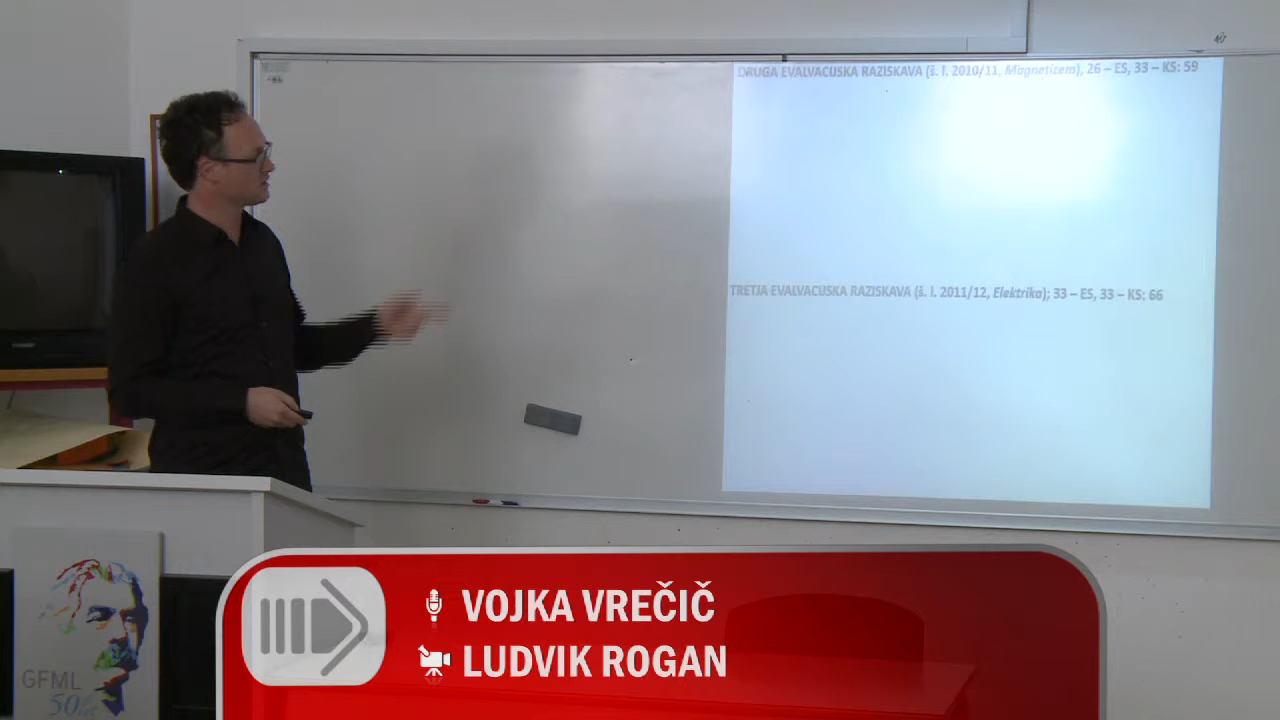 DRUGA EVALVACIJSKA RAZISKAVA (š. l. 2010/11, Magnetizem), 26 – ES, 33 – KS: 59
TRETJA EVALVACIJSKA RAZISKAVA (š. l. 2011/12, Elektrika); 33 – ES, 33 – KS: 66
VOJKA VREČIČ
LUDVIK ROGAN
GFML
50